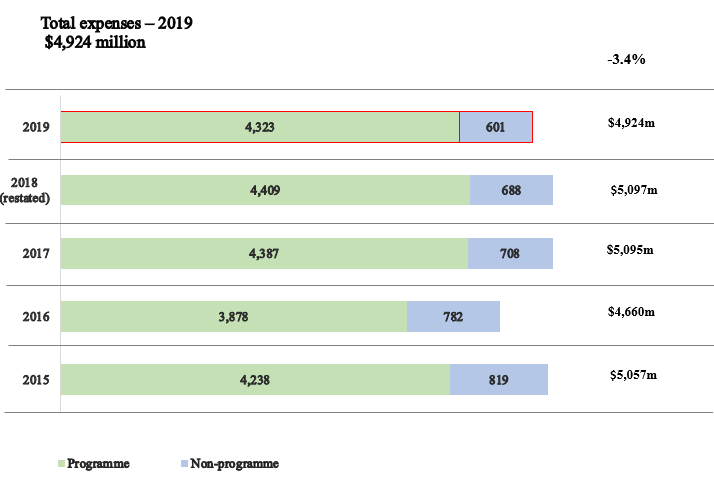 Total expenses – 2019
$4,924 million
-3.4%
2019 4,323 601 $4,924m
2018
(restated) 4,409 688 $5,097m
2017 4,387 708 $5,095m
2016 3,878 782 $4,660m
2015 4,238 819 $5,057m
Programme Non-programme